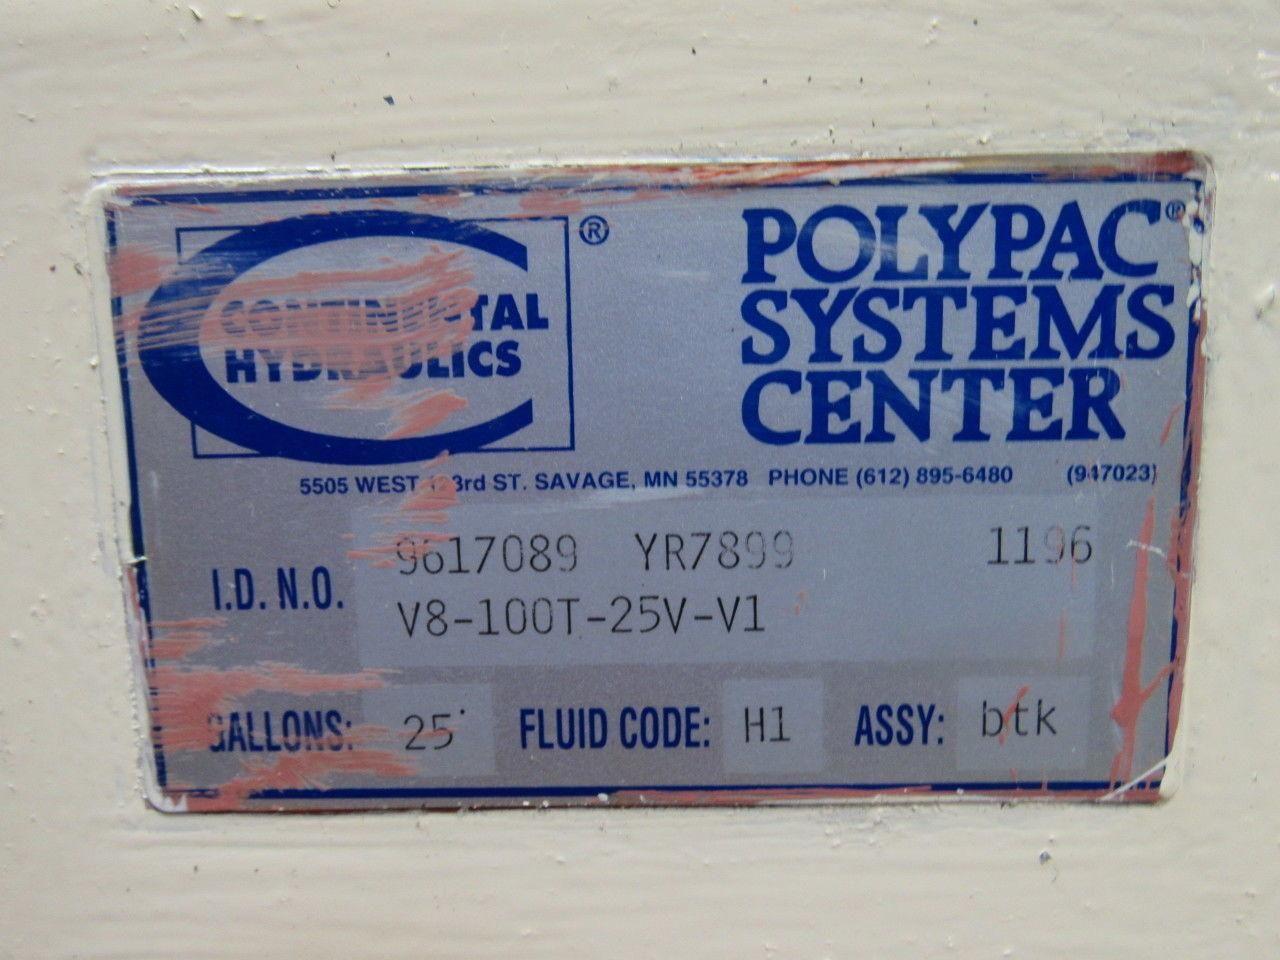 CONTINENTAL
HYDRAULICS
®
POLYPAC®
SYSTEMS
CENTER
5505 WEST 123rd ST. SAVAGE, MN 55378 PHONE (612) 895-6480 (947023)
I.D. N.O. 9617089 YR7899 1196
V8-100T-25V-V1
GALLONS: 25 FLUID CODE: H1 ASSY: btk